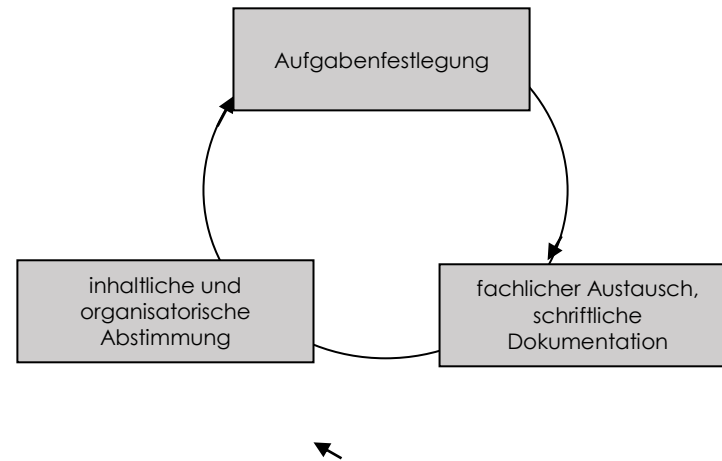 Aufgabenfestlegung
inhaltliche und
organisatorische
Abstimmung
fachlicher Austausch,
schriftliche
Dokumentation